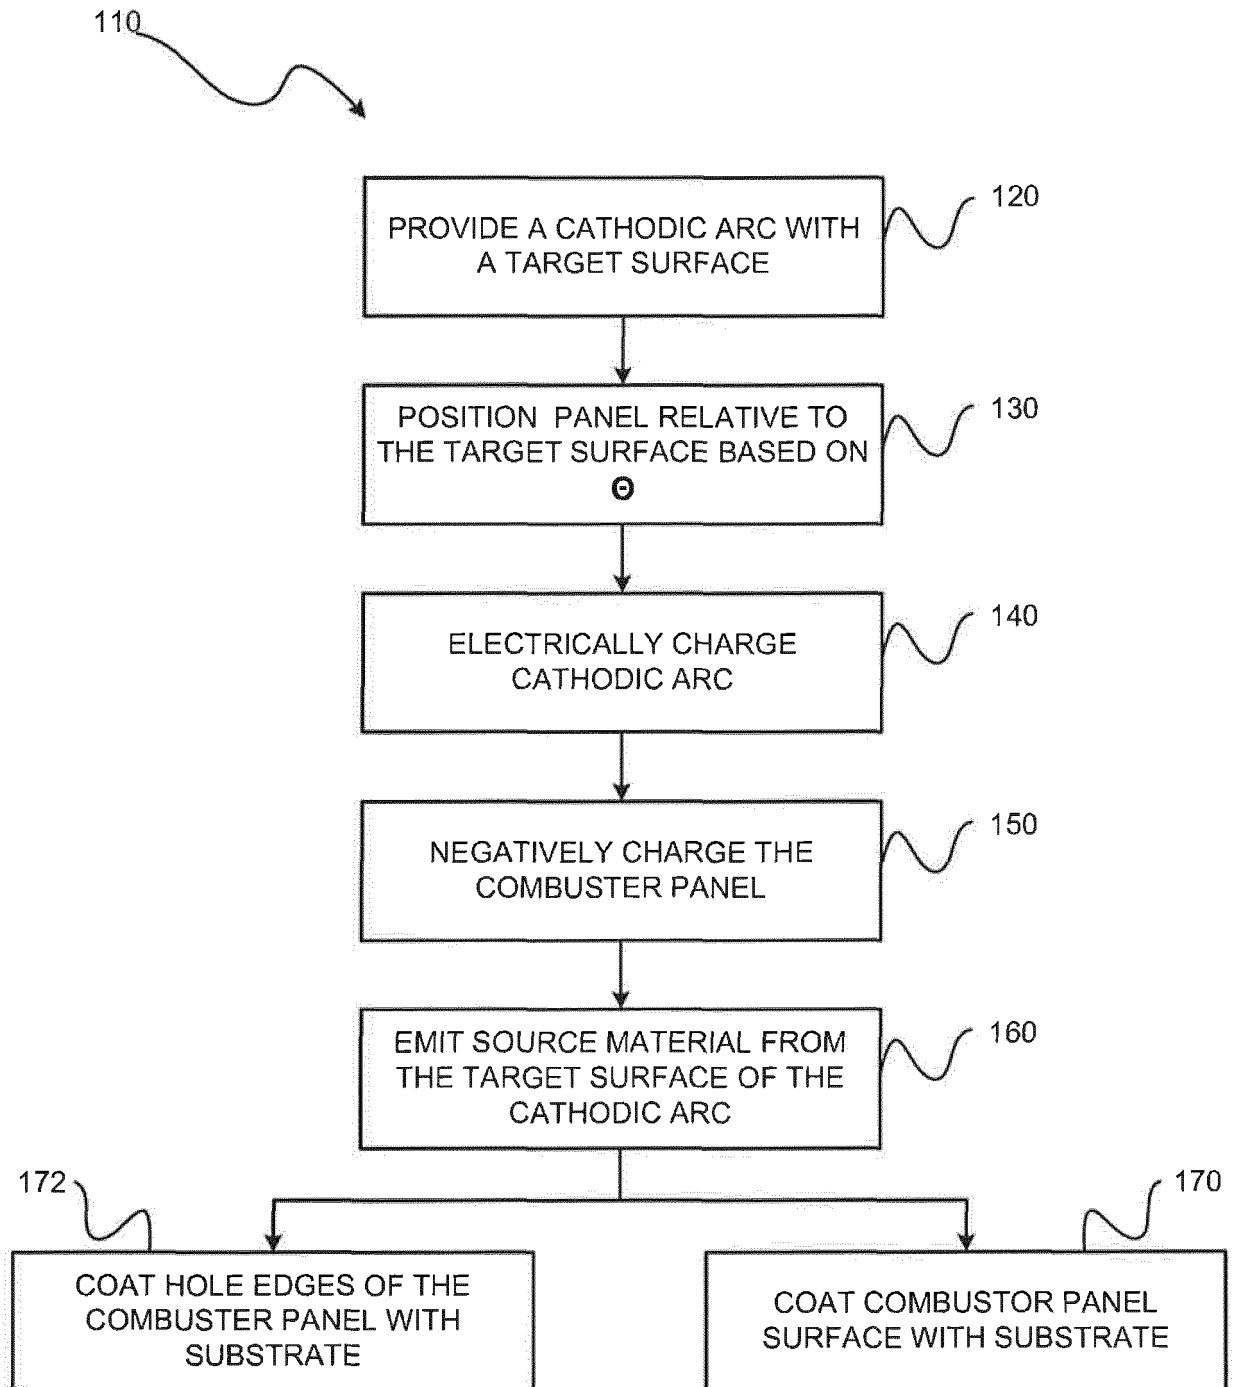 110
PROVIDE A CATHODIC ARC WITH
A TARGET SURFACE
120
POSITION PANEL RELATIVE TO
THE TARGET SURFACE BASED ON
Θ
130
ELECTRICALLY CHARGE
CATHODIC ARC
140
NEGATIVELY CHARGE THE
COMBUSTER PANEL
150
EMIT SOURCE MATERIAL FROM
THE TARGET SURFACE OF THE
CATHODIC ARC
160
172
COAT HOLE EDGES OF THE
COMBUSTER PANEL WITH
SUBSTRATE
170
COAT COMBUSTOR PANEL
SURFACE WITH SUBSTRATE